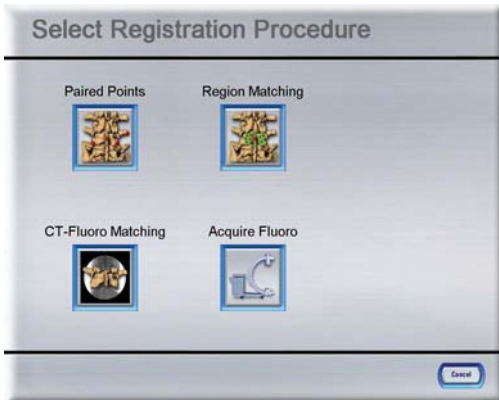 Select Registration Procedure
Paired Points
Region Matching
CT-Fluoro Matching
Acquire Fluoro
Cancel